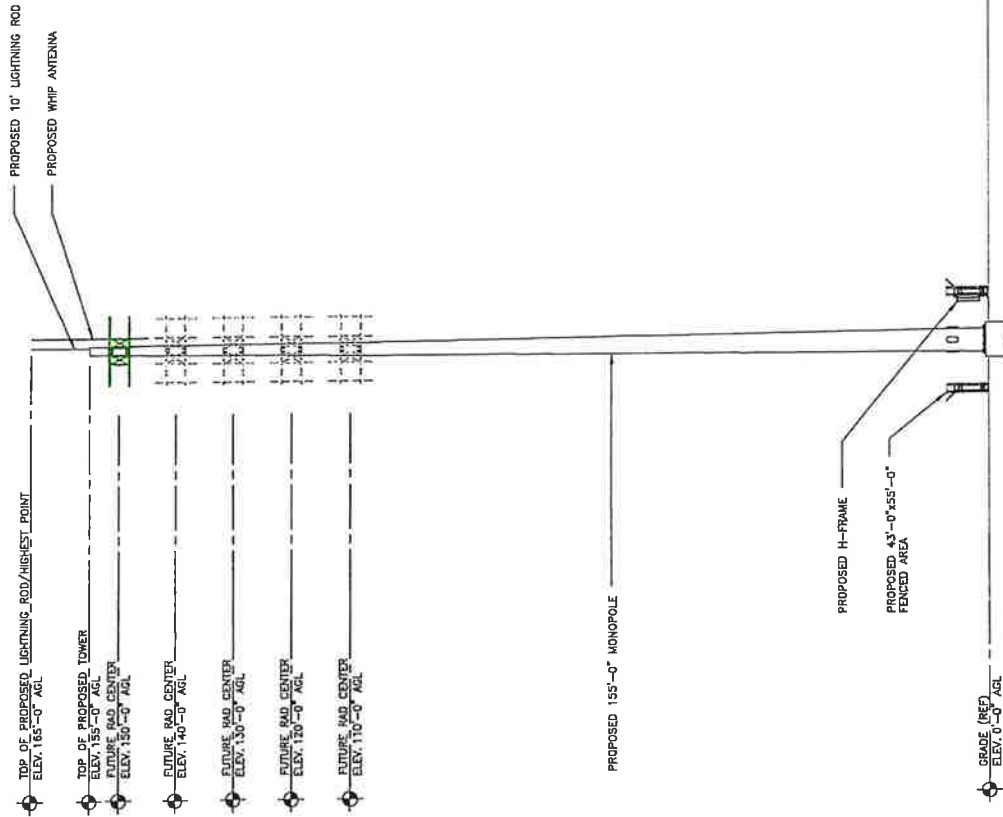 PROPOSED 10' LIGHTNING ROD
PROPOSED WHIP ANTENNA
TOP OF PROPOSED LIGHTNING ROD/HIGHEST POINT
ELEV. 165'-0" AGL
TOP OF PROPOSED TOWER
ELEV. 155'-0" AGL
FUTURE RAD CENTER
ELEV. 150'-0" AGL
FUTURE RAD CENTER
ELEV. 140'-0" AGL
FUTURE RAD CENTER
ELEV. 130'-0" AGL
FUTURE RAD CENTER
ELEV. 120'-0" AGL
FUTURE RAD CENTER
ELEV. 110'-0" AGL
PROPOSED 155'-0" MONOPOLE
PROPOSED H-FRAME
PROPOSED 43'-0"x55'-0"
FENCED AREA
GRADE (REF)
ELEV. 0'-0" AGL